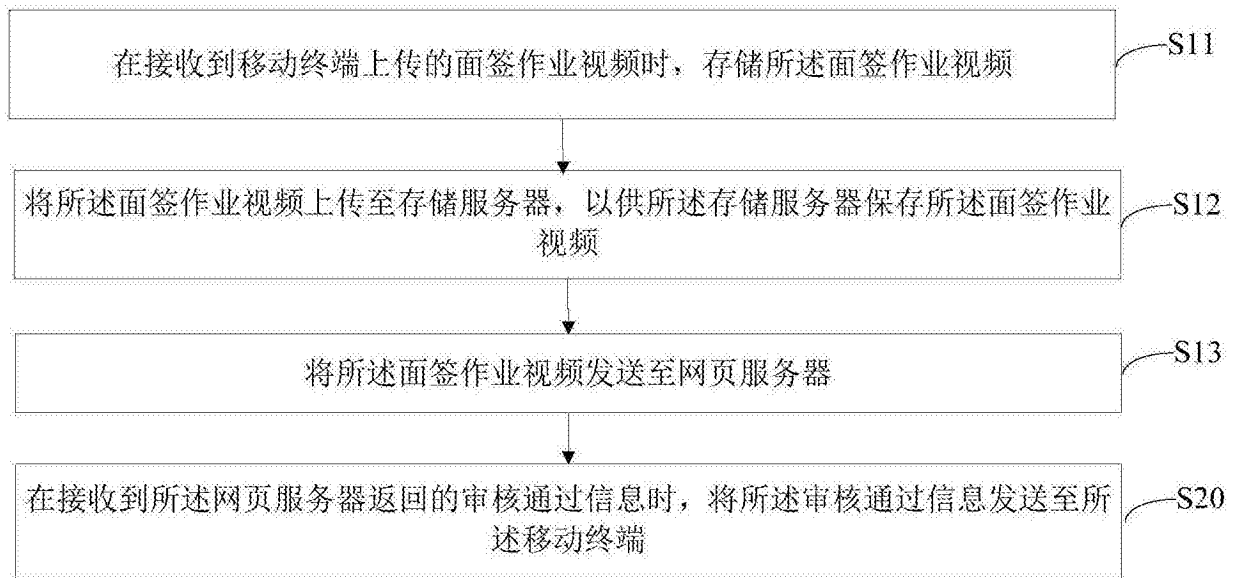 在接收到移动终端上传的面签作业视频时，存储所述面签作业视频
S11
将所述面签作业视频上传至存储服务器，以供所述存储服务器保存所述面签作业
视频
S12
将所述面签作业视频发送至网页服务器
S13
在接收到所述网页服务器返回的审核通过信息时，将所述审核通过信息发送至所
述移动终端
S20